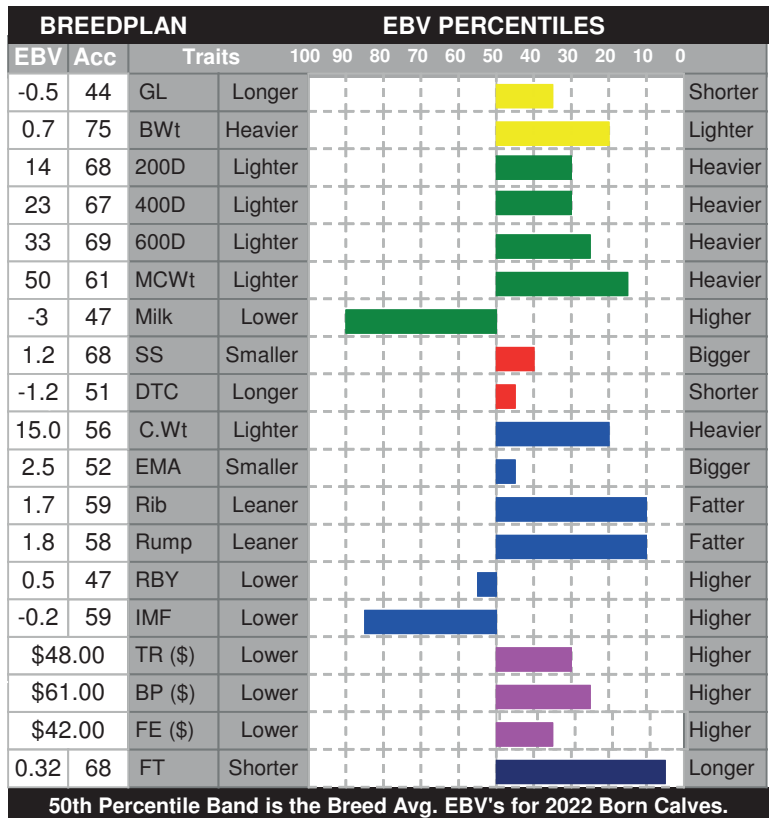 BREEDPLAN EBV PERCENTILES
EBV Acc Traits 100 90 80 70 60 50 40 30 20 10 0
-0.5 44 GL Longer Shorter
0.7 75 BWt Heavier Lighter
14 68 200D Lighter Heavier
23 67 400D Lighter Heavier
33 69 600D Lighter Heavier
50 61 MCWt Lighter Heavier
-3 47 Milk Lower Higher
1.2 68 SS Smaller Bigger
-1.2 51 DTC Longer Shorter
15.0 56 C.Wt Lighter Heavier
2.5 52 EMA Smaller Bigger
1.7 59 Rib Leaner Fatter
1.8 58 Rump Leaner Fatter
0.5 47 RBY Lower Higher
-0.2 59 IMF Lower Higher
$48.00 TR ($) Lower Higher
$61.00 BP ($) Lower Higher
$42.00 FE ($) Lower Higher
0.32 68 FT Shorter Longer
50th Percentile Band is the Breed Avg. EBV's for 2022 Born Calves.